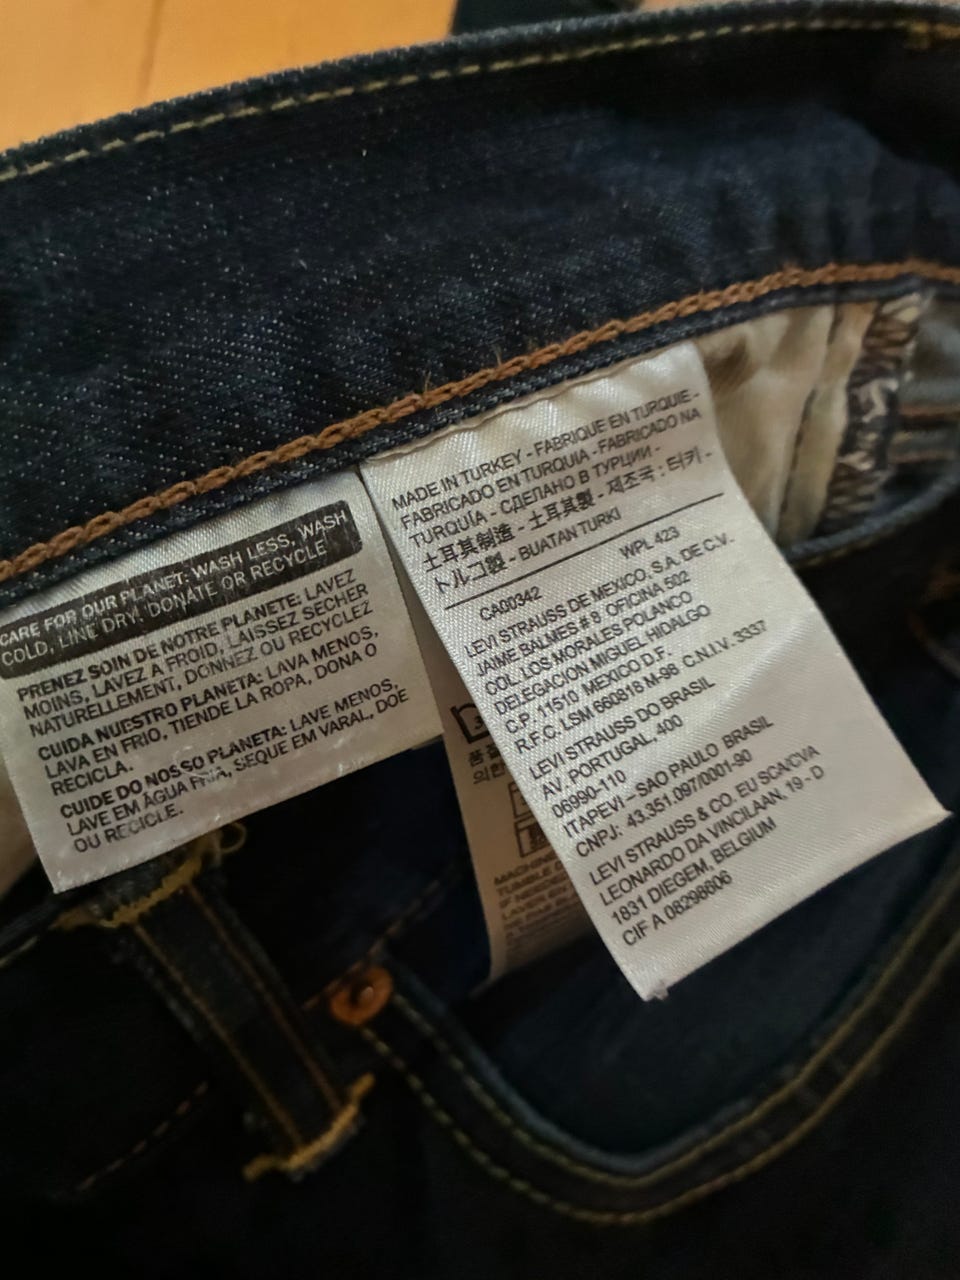 CARE FOR OUR PLANET: WASH LESS, WASH
COLD, LINE DRY, DONATE OR RECYCLE
PRENEZ SOIN DE NOTRE PLANETE: LAVEZ
MOINS, LAVEZ A FROID, LAISSEZ SECHER
NATURELLEMENT, DONNEZ OU RECYCLEZ
CUIDA NUESTRO PLANETA: LAVA MENOS,
LAVA EN FRIO, TIENDE LA ROPA, DONA O
RECICLA.
CUIDE DO NOSSO PLANETA: LAVE MENOS,
LAVE EM ÁGUA FRIA, SEQUE EM VARAL, DOE
OU RECICLE.
MADE IN TURKEY - FABRIQUE EN TURQUIE -
FABRICADO EN TURQUIA - FABRICADO NA
TURQUIA - СДЕЛАНО В ТУРЦИИ -
土耳其制造 - 土耳其製 - 제조국 : 터키 -
トルコ製 - BUATAN TURKI
CA00342 WPL 423
LEVI STRAUSS DE MEXICO, S.A. DE C.V.
JAIME BALMES # 8 OFICINA 502
COL LOS MORALES POLANCO
DELEGACION MIGUEL HIDALGO
C.P. 11510 MEXICO D.F.
R.F.C. LSM 660818 M-98 C.N.I.V. 3337
LEVI STRAUSS DO BRASIL
AV. PORTUGAL, 400
06990-110
ITAPEVI – SAO PAULO BRASIL
CNPJ: 43.351.097/0001-90
LEVI STRAUSS & CO. EU SCA/CVA
LEONARDO DA VINCILAAN, 19 - D
1831 DIEGEM, BELGIUM
CIF A 08298606
MACHINE
TUMBLE